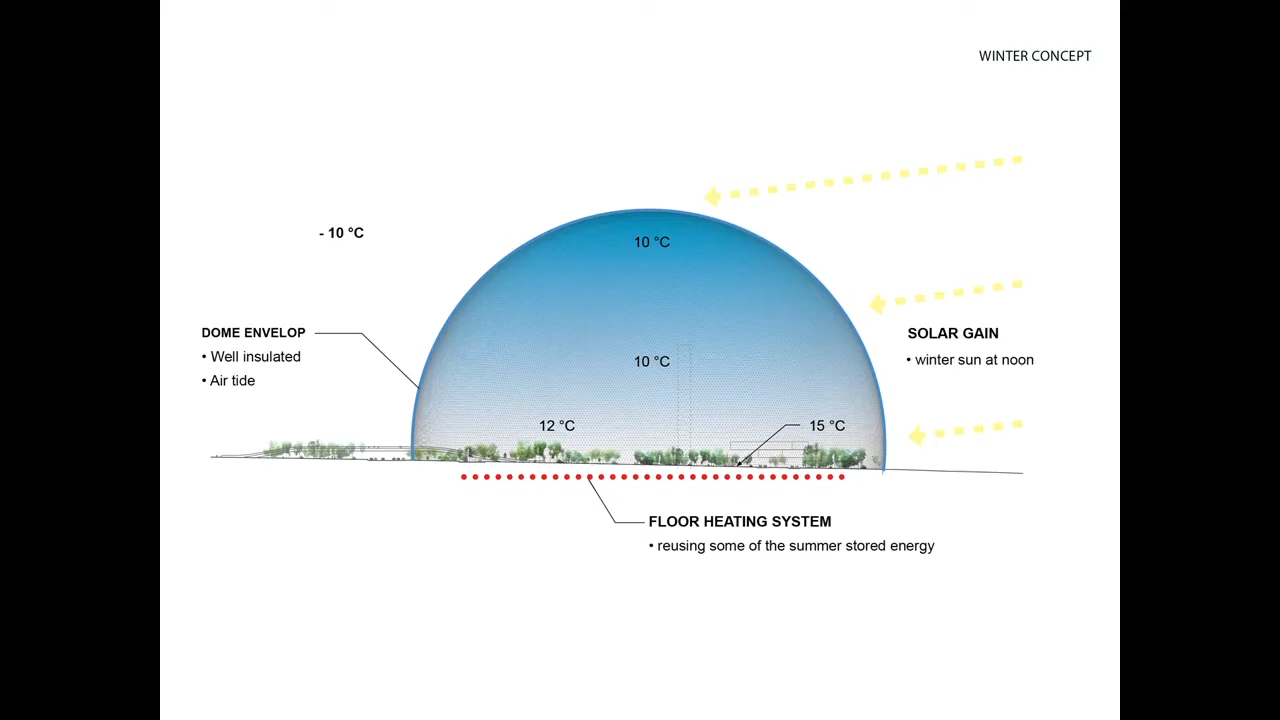 WINTER CONCEPT
- 10 °C
10 °C
DOME ENVELOP
• Well insulated
• Air tide
SOLAR GAIN
• winter sun at noon
10 °C
12 °C
15 °C
FLOOR HEATING SYSTEM
• reusing some of the summer stored energy